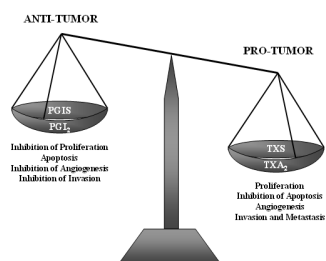 ANTI-TUMOR
PRO-TUMOR
PGIS
PGI₂
Inhibition of Proliferation
Apoptosis
Inhibition of Angiogenesis
Inhibition of Invasion
TXS
TXA₂
Proliferation
Inhibition of Apoptosis
Angiogenesis
Invasion and Metastasis